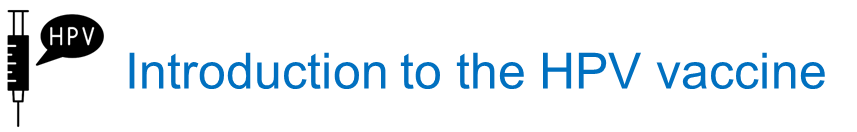 HPV
Introduction to the HPV vaccine